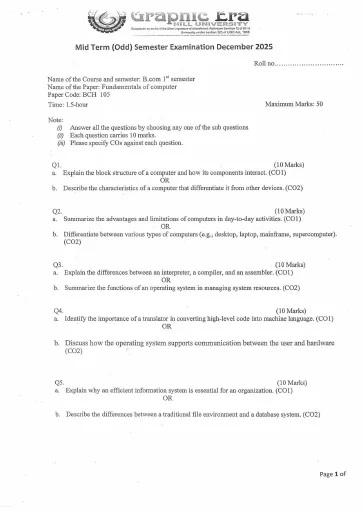 Graphic Era
HILL UNIVERSITY
University under section 2(f) of UGC Act, 1956
Mid Term (Odd) Semester Examination December 2025
Roll no..............................
Name of the Course and semester: B.com 1st semester
Name of the Paper: Fundamentals of computer
Paper Code: BCH 105
Time: 1.5-hour Maximum Marks: 50
Note:
(i) Answer all the questions by choosing any one of the sub questions
(ii) Each question carries 10 marks.
(iii) Please specify COs against each question.
Q1. (10 Marks)
a. Explain the block structure of a computer and how its components interact. (CO1)
OR
b. Describe the characteristics of a computer that differentiate it from other devices. (CO2)
Q2. (10 Marks)
a. Summarize the advantages and limitations of computers in day-to-day activities. (CO1)
OR
b. Differentiate between various types of computers (e.g., desktop, laptop, mainframe, supercomputer).
(CO2)
Q3. (10 Marks)
a. Explain the differences between an interpreter, a compiler, and an assembler. (CO1)
OR
b. Summarize the functions of an operating system in managing system resources. (CO2)
Q4. (10 Marks)
a. Identify the importance of a translator in converting high-level code into machine language. (CO1)
OR
b. Discuss how the operating system supports communication between the user and hardware
(CO2)
Q5. (10 Marks)
a. Explain why an efficient information system is essential for an organization. (CO1)
OR
b. Describe the differences between a traditional file environment and a database system. (CO2)
Page 1 of